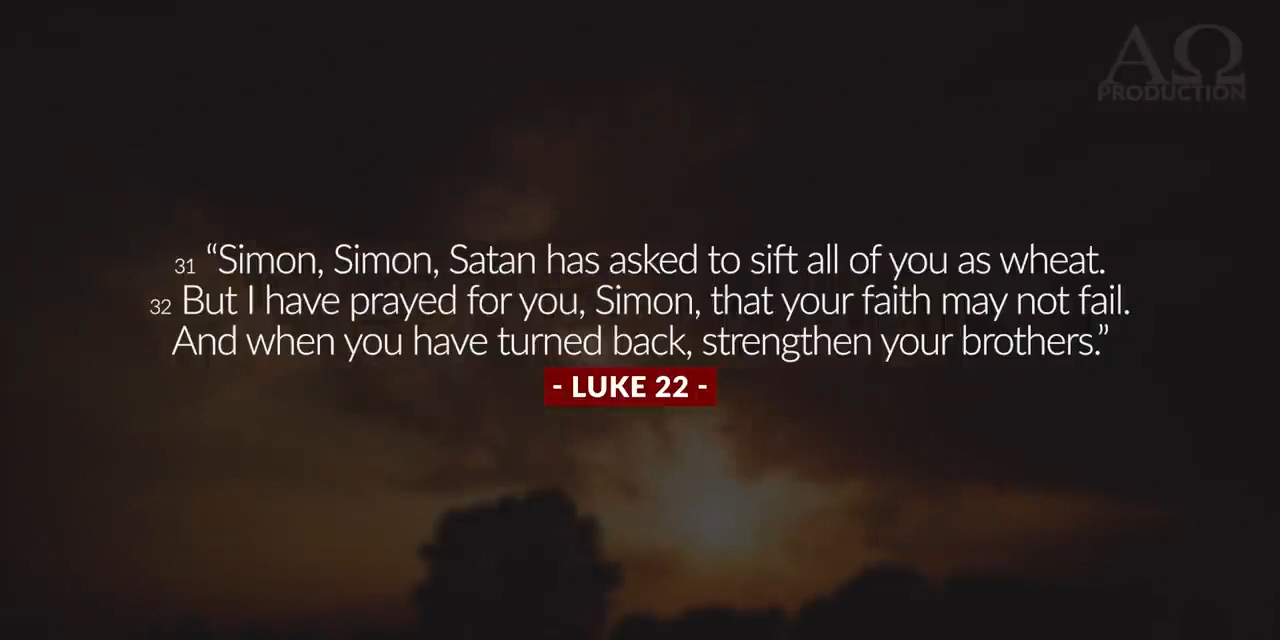 ΑΩ
PRODUCTION
31 “Simon, Simon, Satan has asked to sift all of you as wheat.
32 But I have prayed for you, Simon, that your faith may not fail.
And when you have turned back, strengthen your brothers.”
- LUKE 22 -